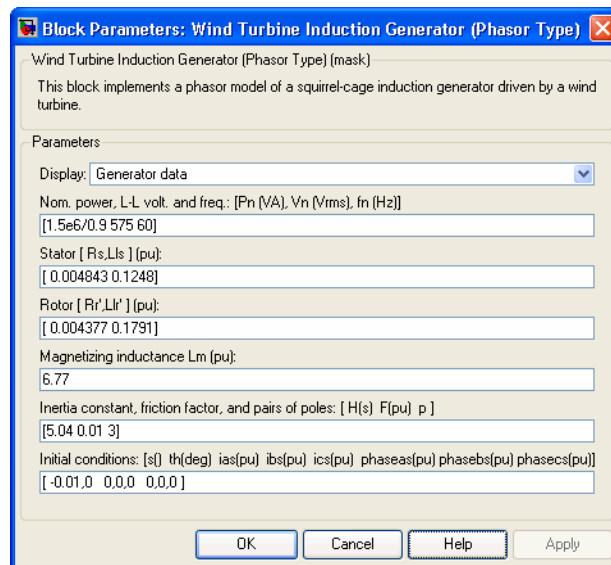 Block Parameters: Wind Turbine Induction Generator (Phasor Type)
Wind Turbine Induction Generator (Phasor Type) (mask)
This block implements a phasor model of a squirrel-cage induction generator driven by a wind
turbine.
Parameters
Display: Generator data
Nom. power, L-L volt. and freq.: [Pn (VA), Vn (Vrms), fn (Hz)]
[1.5e6/0.9 575 60]
Stator [ Rs,Lls ] (pu):
[ 0.004843 0.1248]
Rotor [ Rr',Llr' ] (pu):
[ 0.004377 0.1791]
Magnetizing inductance Lm (pu):
6.77
Inertia constant, friction factor, and pairs of poles: [ H(s) F(pu) p ]
[5.04 0.01 3]
Initial conditions: [s() th(deg) ias(pu) ibs(pu) ics(pu) phaseas(pu) phasebs(pu) phasecs(pu)]
[ -0.01,0 0,0,0 0,0,0 ]
OK Cancel Help Apply